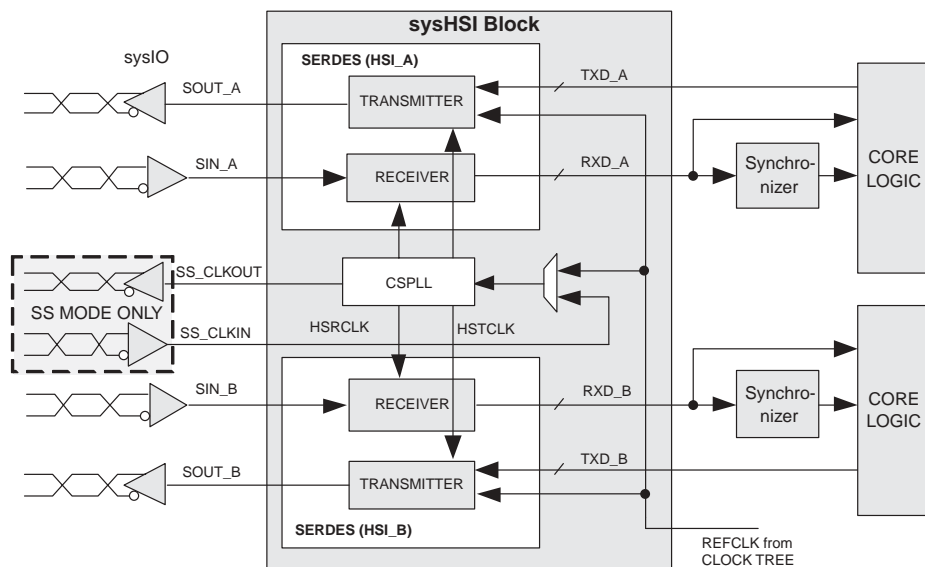 sysHSI Block
sysIO
SERDES (HSI_A)
SOUT_A
TRANSMITTER
TXD_A
SIN_A
RECEIVER
RXD_A
Synchro-
nizer
CORE
LOGIC
SS_CLKOUT
CSPLL
SS MODE ONLY
SS_CLKIN
HSRCLK
HSTCLK
SIN_B
RECEIVER
RXD_B
Synchro-
nizer
CORE
LOGIC
SOUT_B
TRANSMITTER
TXD_B
SERDES (HSI_B)
REFCLK from
CLOCK TREE